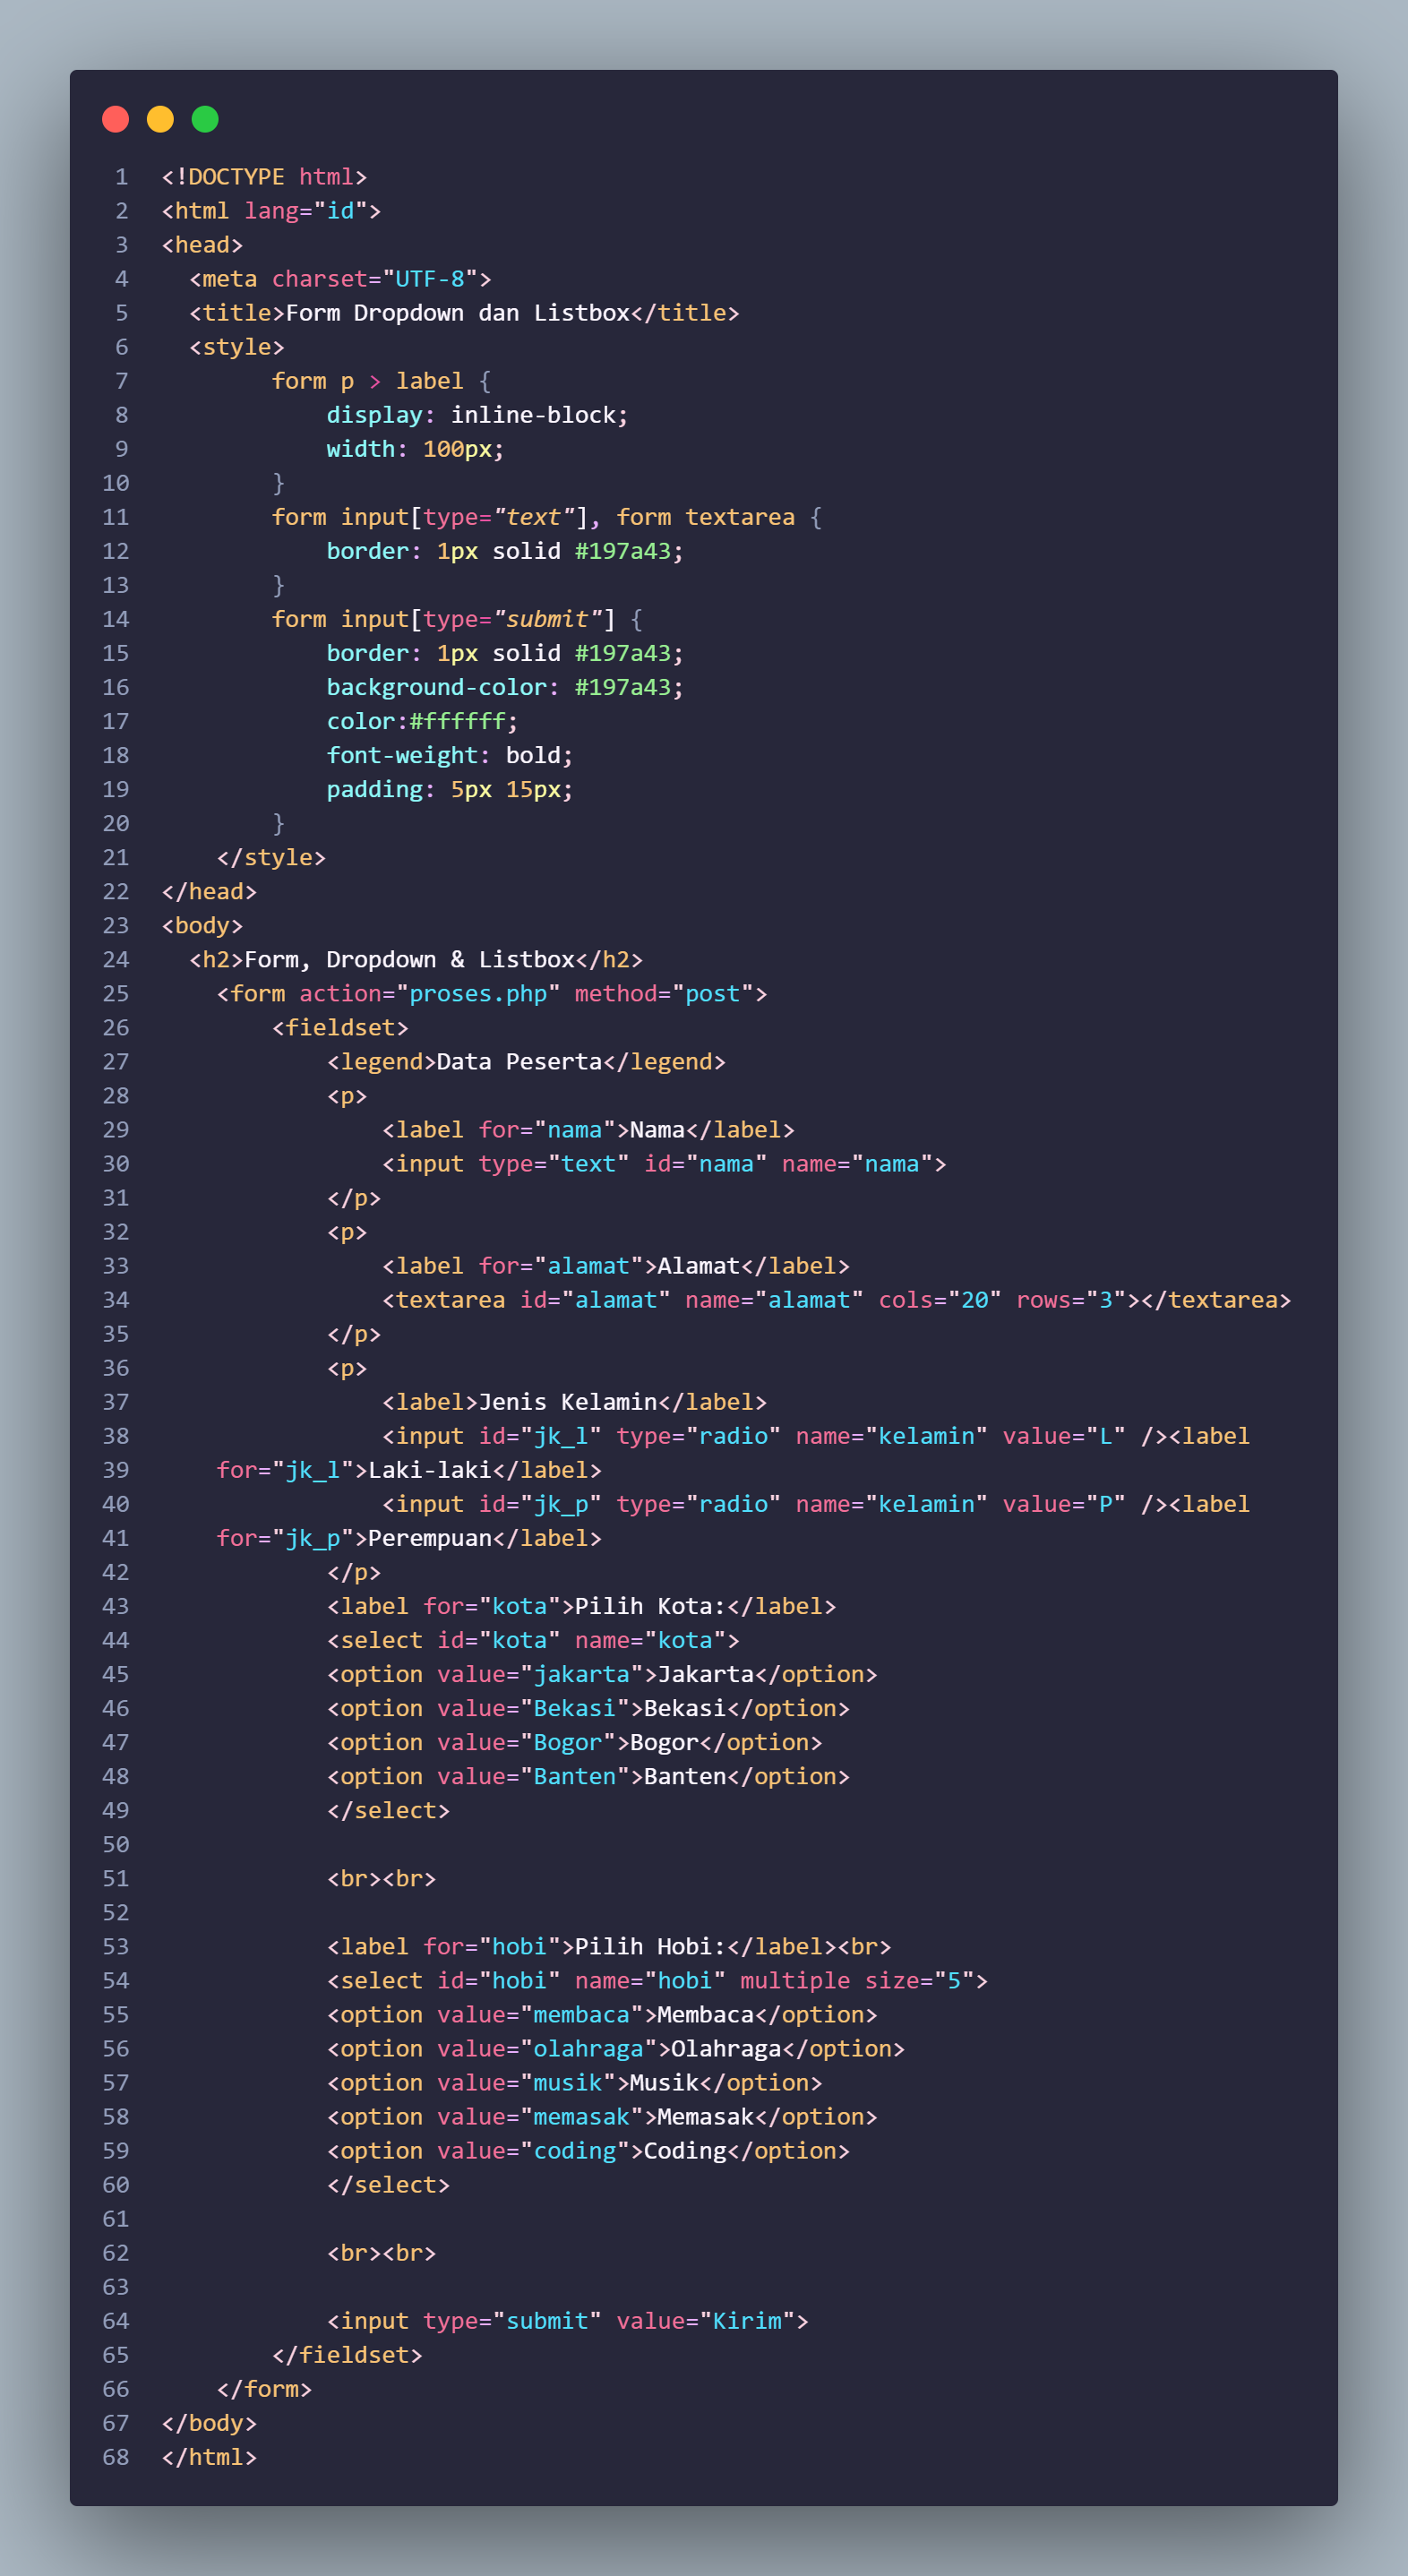 1 <!DOCTYPE html>
2 <html lang="id">
3 <head>
4   <meta charset="UTF-8">
5   <title>Form Dropdown dan Listbox</title>
6   <style>
7         form p > label {
8             display: inline-block;
9             width: 100px;
10         }
11         form input[type="text"], form textarea {
12             border: 1px solid #197a43;
13         }
14         form input[type="submit"] {
15             border: 1px solid #197a43;
16             background-color: #197a43;
17             color:#ffffff;
18             font-weight: bold;
19             padding: 5px 15px;
20         }
21     </style>
22 </head>
23 <body>
24   <h2>Form, Dropdown & Listbox</h2>
25     <form action="proses.php" method="post">
26         <fieldset>
27             <legend>Data Peserta</legend>
28             <p>
29                 <label for="nama">Nama</label>
30                 <input type="text" id="nama" name="nama">
31             </p>
32             <p>
33                 <label for="alamat">Alamat</label>
34                 <textarea id="alamat" name="alamat" cols="20" rows="3"></textarea>
35             </p>
36             <p>
37                 <label>Jenis Kelamin</label>
38                 <input id="jk_l" type="radio" name="kelamin" value="L" /><label
39     for="jk_l">Laki-laki</label>
40                 <input id="jk_p" type="radio" name="kelamin" value="P" /><label
41     for="jk_p">Perempuan</label>
42             </p>
43             <label for="kota">Pilih Kota:</label>
44             <select id="kota" name="kota">
45             <option value="jakarta">Jakarta</option>
46             <option value="Bekasi">Bekasi</option>
47             <option value="Bogor">Bogor</option>
48             <option value="Banten">Banten</option>
49             </select>
50
51             <br><br>
52
53             <label for="hobi">Pilih Hobi:</label><br>
54             <select id="hobi" name="hobi" multiple size="5">
55             <option value="membaca">Membaca</option>
56             <option value="olahraga">Olahraga</option>
57             <option value="musik">Musik</option>
58             <option value="memasak">Memasak</option>
59             <option value="coding">Coding</option>
60             </select>
61
62             <br><br>
63
64             <input type="submit" value="Kirim">
65         </fieldset>
66     </form>
67 </body>
68 </html>